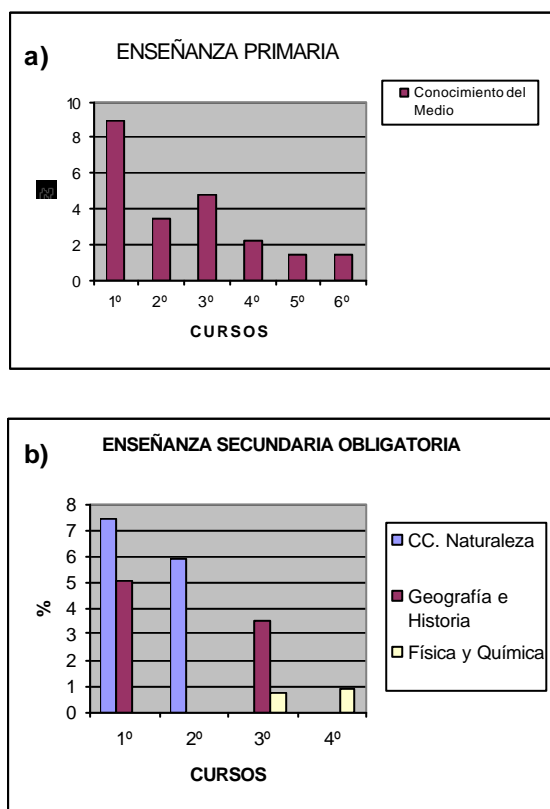 a) ENSEÑANZA PRIMARIA
10
8
6
4
2
0
1º 2º 3º 4º 5º 6º
CURSOS
Conocimiento del
Medio
b) ENSEÑANZA SECUNDARIA OBLIGATORIA
%
8
7
6
5
4
3
2
1
0
1º 2º 3º 4º
CURSOS
CC. Naturaleza
Geografía e
Historia
Física y Química